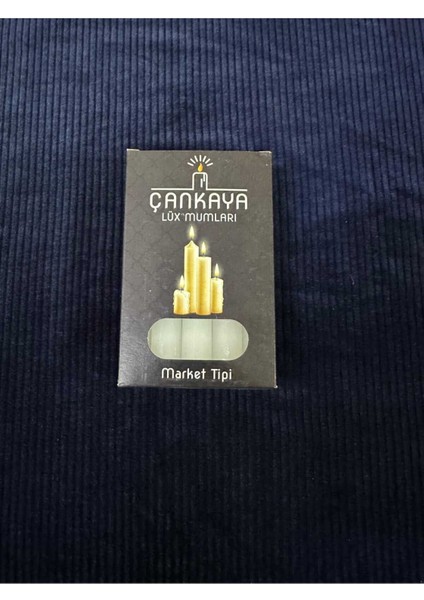 ÇANKAYA
LÜX MUMLARI
Market Tipi